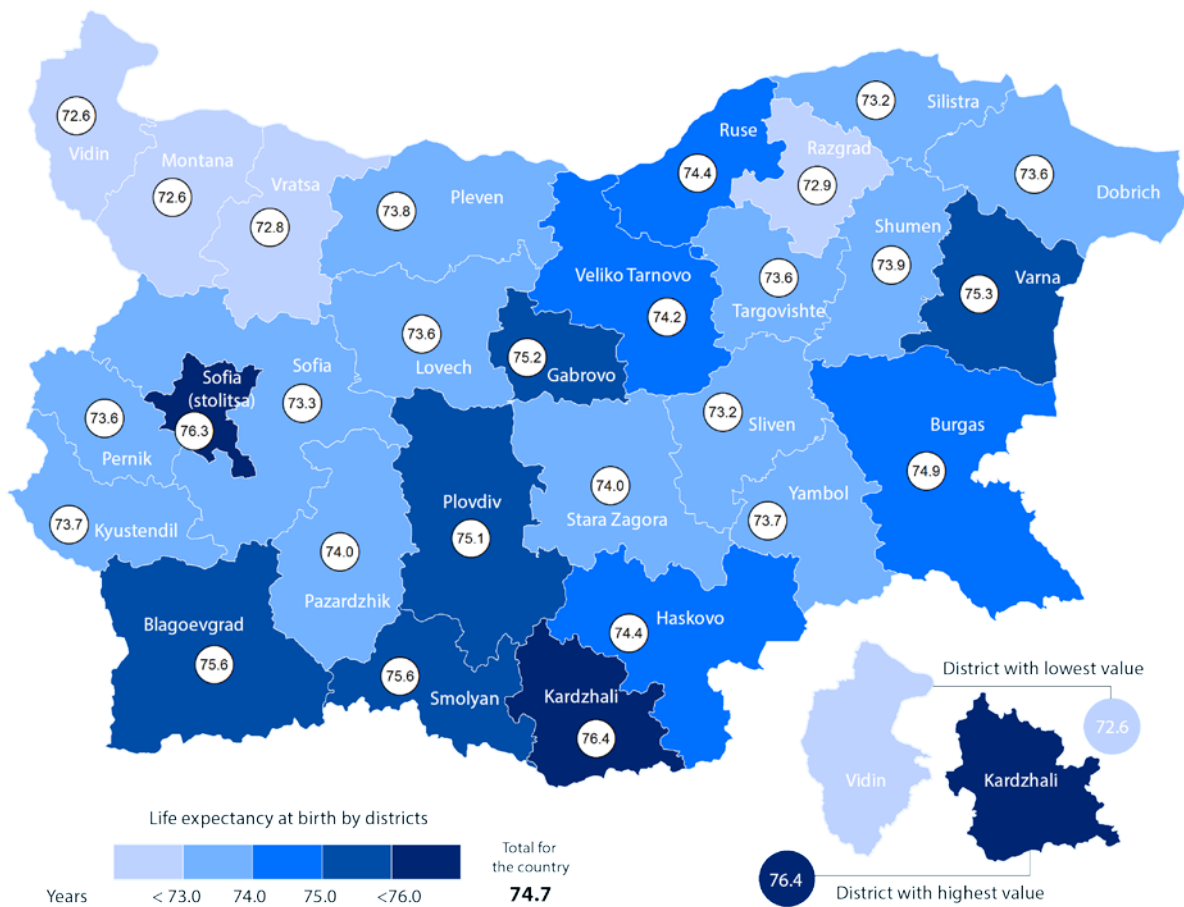 72.6
Vidin
Montana
72.6
Vratsa
72.8
73.8
Pleven
Ruse
74.4
73.2
Silistra
Razgrad
72.9
73.6
Dobrich
Shumen
73.9
Veliko Tarnovo
74.2
73.6
Targovishte
75.3
Varna
73.6
Lovech
75.2
Gabrovo
Sofia
(stolitsa)
76.3
Sofia
73.3
73.6
Pernik
73.2
Sliven
Burgas
74.9
73.7
Kyustendil
74.0
Pazardzhik
Plovdiv
75.1
74.0
Stara Zagora
Yambol
73.7
Blagoevgrad
75.6
75.6
Smolyan
Haskovo
74.4
Kardzhali
76.4
District with lowest value
72.6
Vidin
Kardzhali
76.4
District with highest value
Life expectancy at birth by districts
Years < 73.0 74.0 75.0 <76.0
Total for
the country
74.7